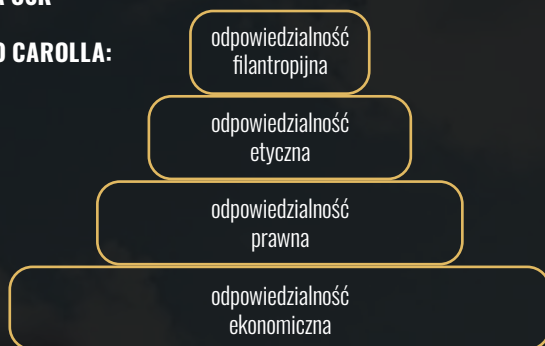 CAROLLA:
odpowiedzialność
filantropijna
odpowiedzialność
etyczna
odpowiedzialność
prawna
odpowiedzialność
ekonomiczna